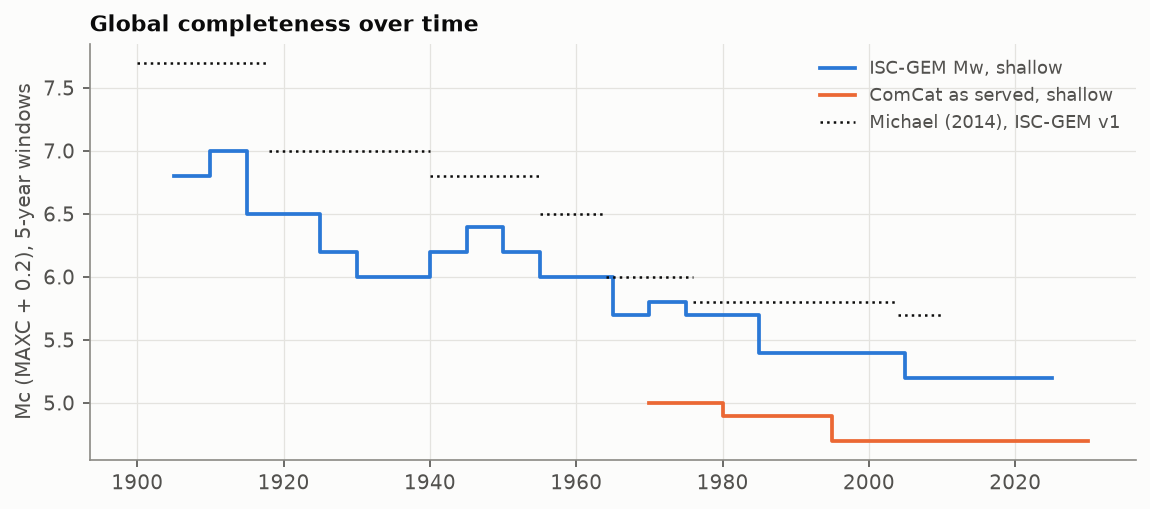 Global completeness over time
Mc (MAXC + 0.2), 5-year windows
7.5
7.0
6.5
6.0
5.5
5.0
ISC-GEM Mw, shallow
ComCat as served, shallow
Michael (2014), ISC-GEM v1
1900
1920
1940
1960
1980
2000
2020